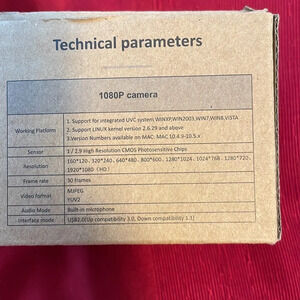 Technical parameters
1080P camera
Working Platform
1. Support for integrated UVC system WINXP,WIN2003,WIN7,WIN8,VISTA
2. Support LINUX kernel version 2.6.29 and above
3.Version Numbers available on MAC: MAC 10.4.9-10.5.x
Sensor 1 / 2.9 High Resolution CMOS Photosensitive Chips
Resolution 160*120、320*240、640*480、800*600、1280*1024、1024*768、1280*720、
1920*1080（HD）
Frame rate 30 frames
Video format MJPEG
YUV2
Audio Mode Built-in microphone
Interface mode USB2.0(Up compatibility 3.0, Down compatibility 1.1)